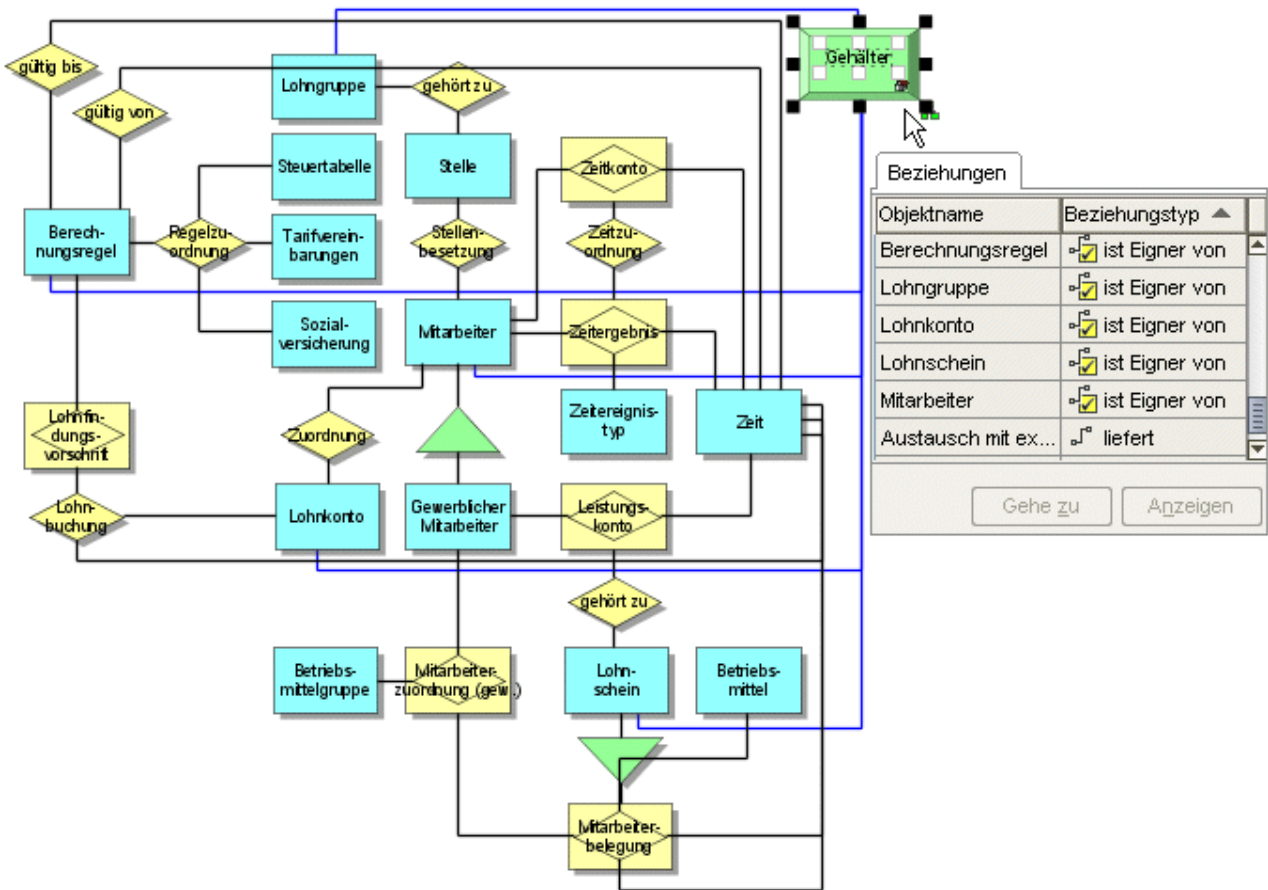 gültig bis
gültig von
Lohngruppe
gehört zu
Gehälter
Steuertabelle
Stelle
Zeitkonto
Beziehungen
Objektname Beziehungstyp
Berechnungsregel ist Eigner von
Lohngruppe ist Eigner von
Lohnkonto ist Eigner von
Lohnschein ist Eigner von
Mitarbeiter ist Eigner von
Austausch mit ex... liefert
Gehe zu Anzeigen
Berech-
nungsregel
Regelzu-
ordnung
Tarifverein-
barungen
Stellen-
besetzung
Zeitzu-
ordnung
Sozial-
versicherung
Mitarbeiter
Zeitergebnis
Lohnfin-
dungs-
vorschrift
Zuordnung
Zeitereignis-
typ
Zeit
Lohn-
buchung
Lohnkonto
Gewerblicher
Mitarbeiter
Leistungs-
konto
gehört zu
Betriebs-
mittelgruppe
Mitarbeiter-
zuordnung (gew.)
Lohn-
schein
Betriebs-
mittel
Mitarbeiter-
belegung